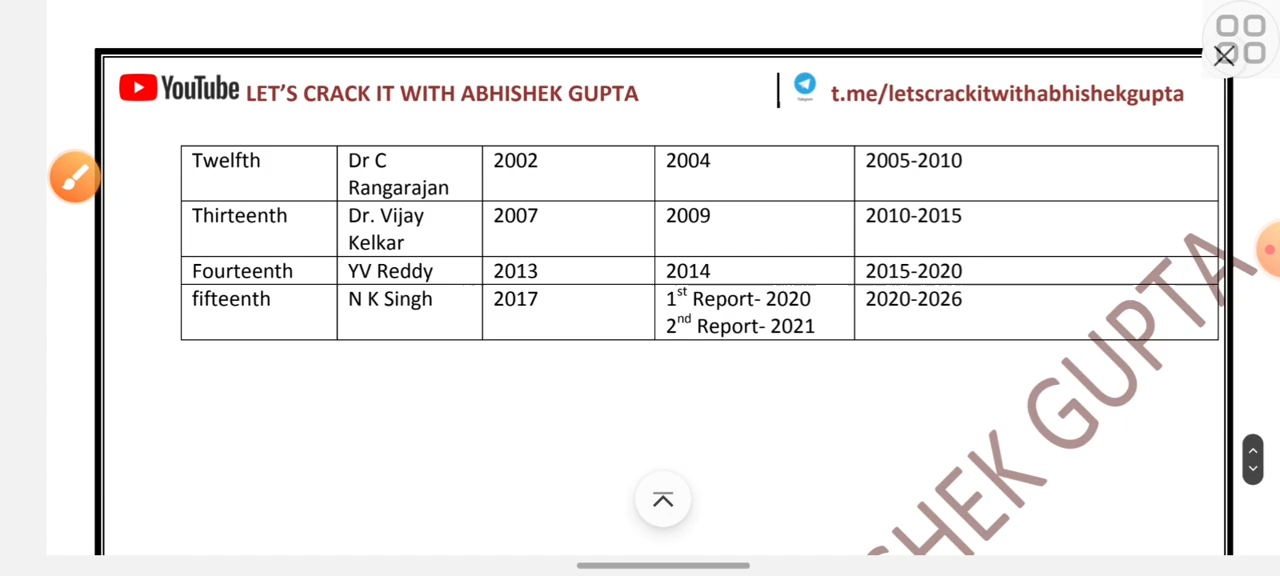 YouTube LET'S CRACK IT WITH ABHISHEK GUPTA | t.me/letscrackitwithabhishekgupta
Telegram
Twelfth Dr C Rangarajan 2002 2004 2005-2010
Thirteenth Dr. Vijay Kelkar 2007 2009 2010-2015
Fourteenth YV Reddy 2013 2014 2015-2020
fifteenth N K Singh 2017 1st Report- 2020 2020-2026
2nd Report- 2021
SHEK GUPTA